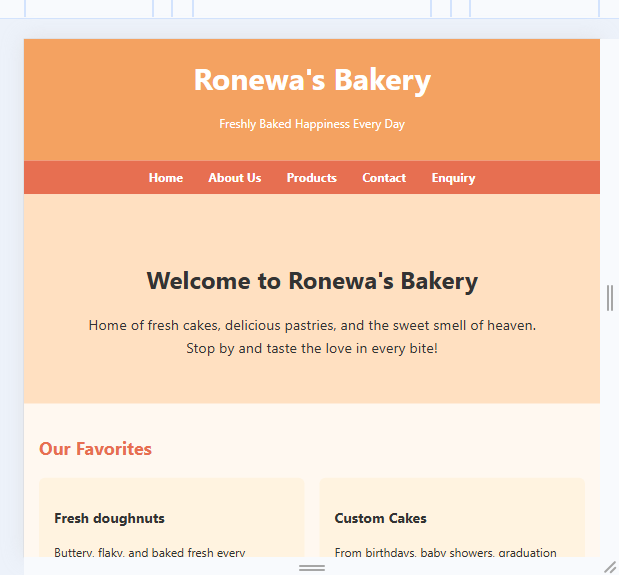 Ronewa's Bakery
Freshly Baked Happiness Every Day
Home About Us Products Contact Enquiry
Welcome to Ronewa's Bakery
Home of fresh cakes, delicious pastries, and the sweet smell of heaven.
Stop by and taste the love in every bite!
Our Favorites
Fresh doughnuts
Buttery, flaky, and baked fresh every
Custom Cakes
From birthdays, baby showers, graduation